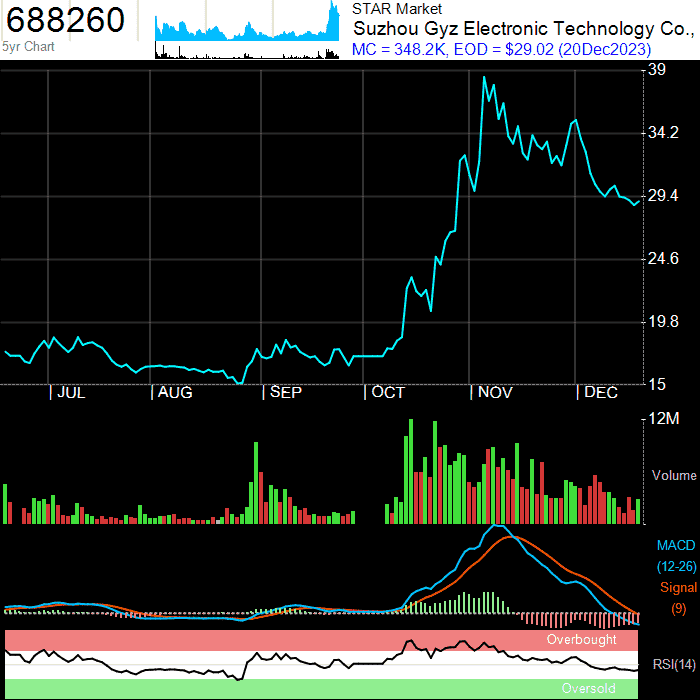 688260
5yr Chart
STAR Market
Suzhou Gyz Electronic Technology Co.,
MC = 348.2K, EOD = $29.02 (20Dec2023)
39
34.2
29.4
24.6
19.8
15
| JUL | AUG | SEP | OCT | NOV | DEC
12M
Volume
MACD
(12-26)
Signal
(9)
Overbought
RSI(14)
Oversold